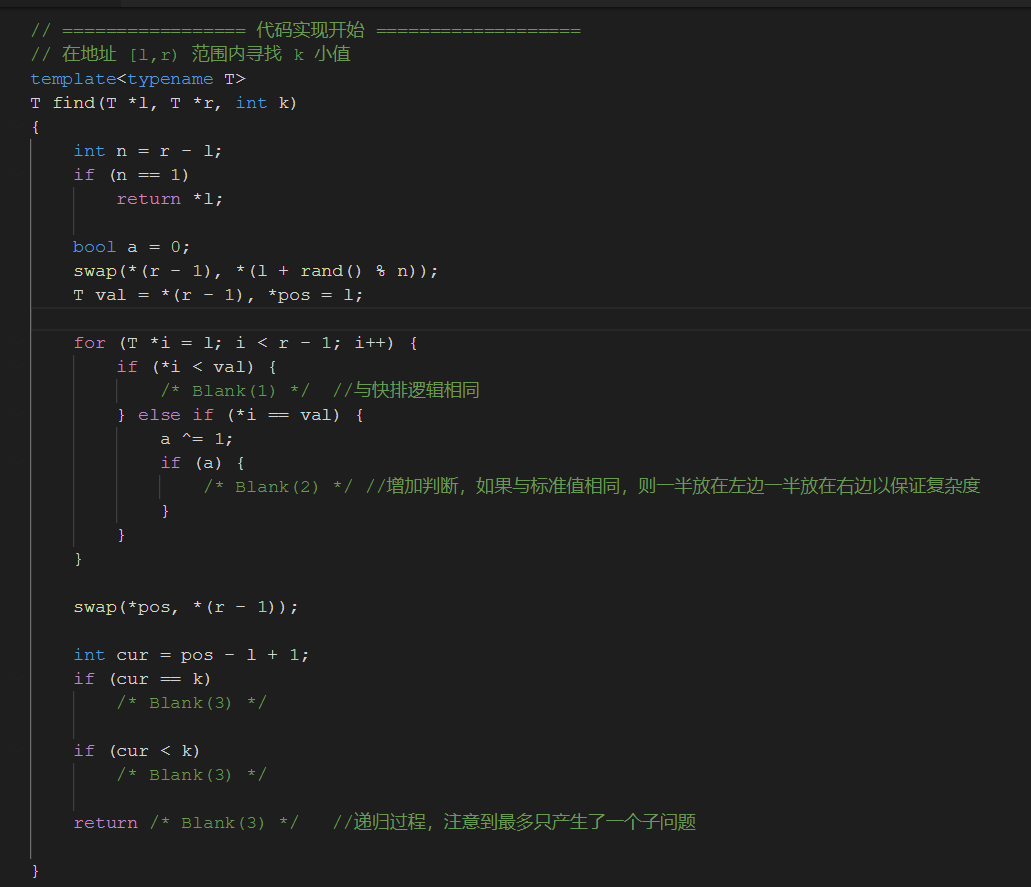 // ================= 代码实现开始 ===================
// 在地址 [l,r) 范围内寻找 k 小值
template<typename T>
T find(T *l, T *r, int k)
{
    int n = r - l;
    if (n == 1)
        return *l;
    bool a = 0;
    swap(*(r - 1), *(l + rand() % n));
    T val = *(r - 1), *pos = l;
    for (T *i = l; i < r - 1; i++) {
        if (*i < val) {
            /* Blank(1) */  //与快排逻辑相同
        } else if (*i == val) {
            a ^= 1;
            if (a) {
                /* Blank(2) */ //增加判断，如果与标准值相同，则一半放在左边一半放在右边以保证复杂度
            }
        }
    }
    swap(*pos, *(r - 1));
    int cur = pos - l + 1;
    if (cur == k)
        /* Blank(3) */
    if (cur < k)
        /* Blank(3) */
    return /* Blank(3) */   //递归过程，注意到最多只产生了一个子问题
}